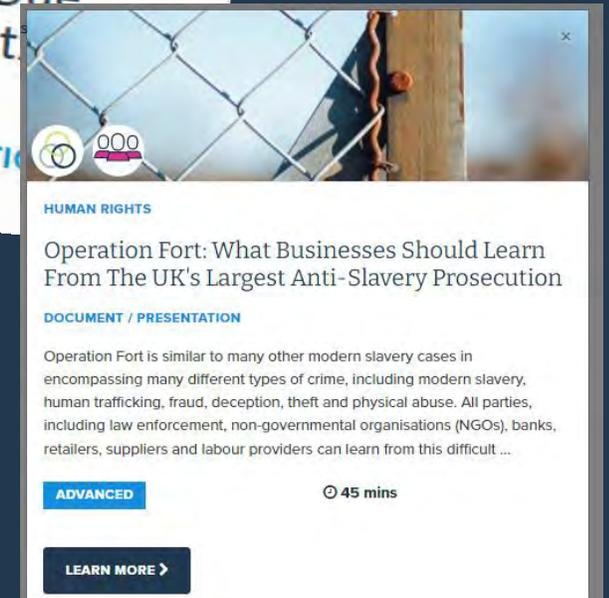 ×
HUMAN RIGHTS
Operation Fort: What Businesses Should Learn
From The UK's Largest Anti-Slavery Prosecution
DOCUMENT / PRESENTATION
Operation Fort is similar to many other modern slavery cases in
encompassing many different types of crime, including modern slavery,
human trafficking, fraud, deception, theft and physical abuse. All parties,
including law enforcement, non-governmental organisations (NGOs), banks,
retailers, suppliers and labour providers can learn from this difficult ...
ADVANCED
45 mins
LEARN MORE